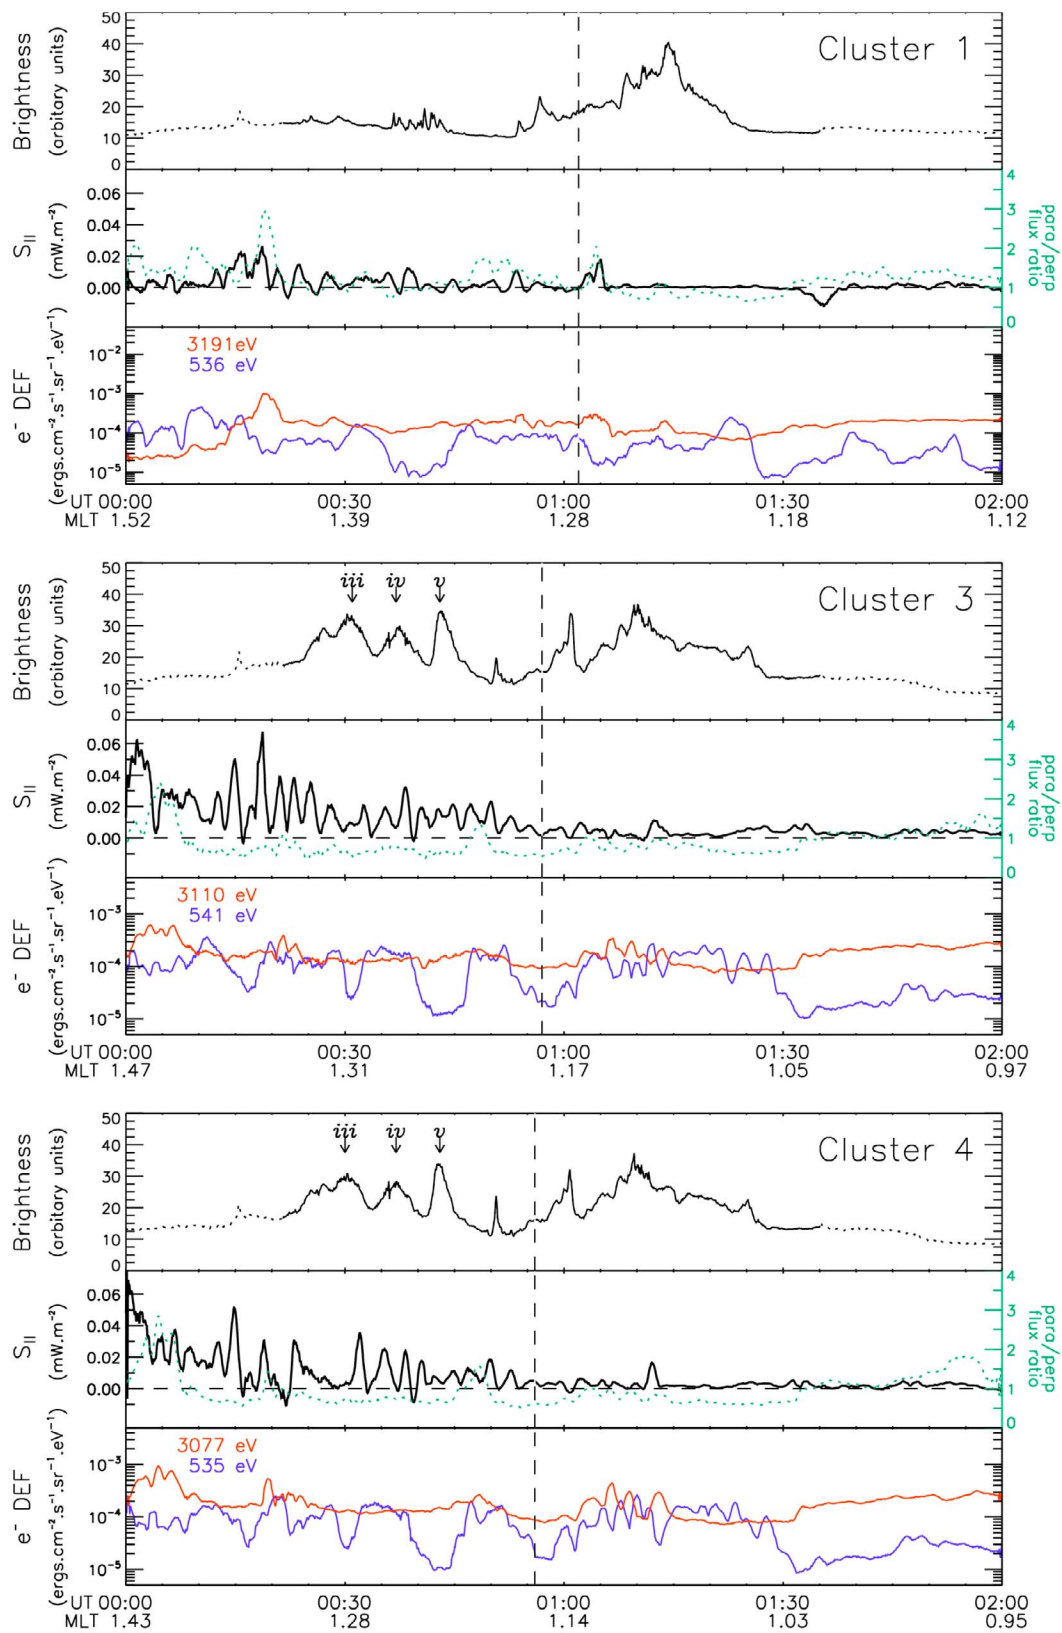 Cluster 1
Brightness
(arbitary units)
50
40
30
20
10
0
S||
(mW.m⁻²)
0.06
0.04
0.02
0.00
4
3
2
1
0
para/perp
flux ratio
e⁻ DEF
(ergs.cm⁻².s⁻¹.sr⁻¹.eV⁻¹)
3191eV
536 eV
10⁻²
10⁻³
10⁻⁴
10⁻⁵
UT 00:00 00:30 01:00 01:30 02:00
MLT 1.52 1.39 1.28 1.18 1.12
Cluster 3
iii iv v
Brightness
(arbitary units)
50
40
30
20
10
0
S||
(mW.m⁻²)
0.06
0.04
0.02
0.00
4
3
2
1
0
para/perp
flux ratio
e⁻ DEF
(ergs.cm⁻².s⁻¹.sr⁻¹.eV⁻¹)
3110 eV
541 eV
10⁻³
10⁻⁴
10⁻⁵
UT 00:00 00:30 01:00 01:30 02:00
MLT 1.47 1.31 1.17 1.05 0.97
Cluster 4
iii iv v
Brightness
(arbitary units)
50
40
30
20
10
0
S||
(mW.m⁻²)
0.06
0.04
0.02
0.00
4
3
2
1
0
para/perp
flux ratio
e⁻ DEF
(ergs.cm⁻².s⁻¹.sr⁻¹.eV⁻¹)
3077 eV
535 eV
10⁻³
10⁻⁴
10⁻⁵
UT 00:00 00:30 01:00 01:30 02:00
MLT 1.43 1.28 1.14 1.03 0.95